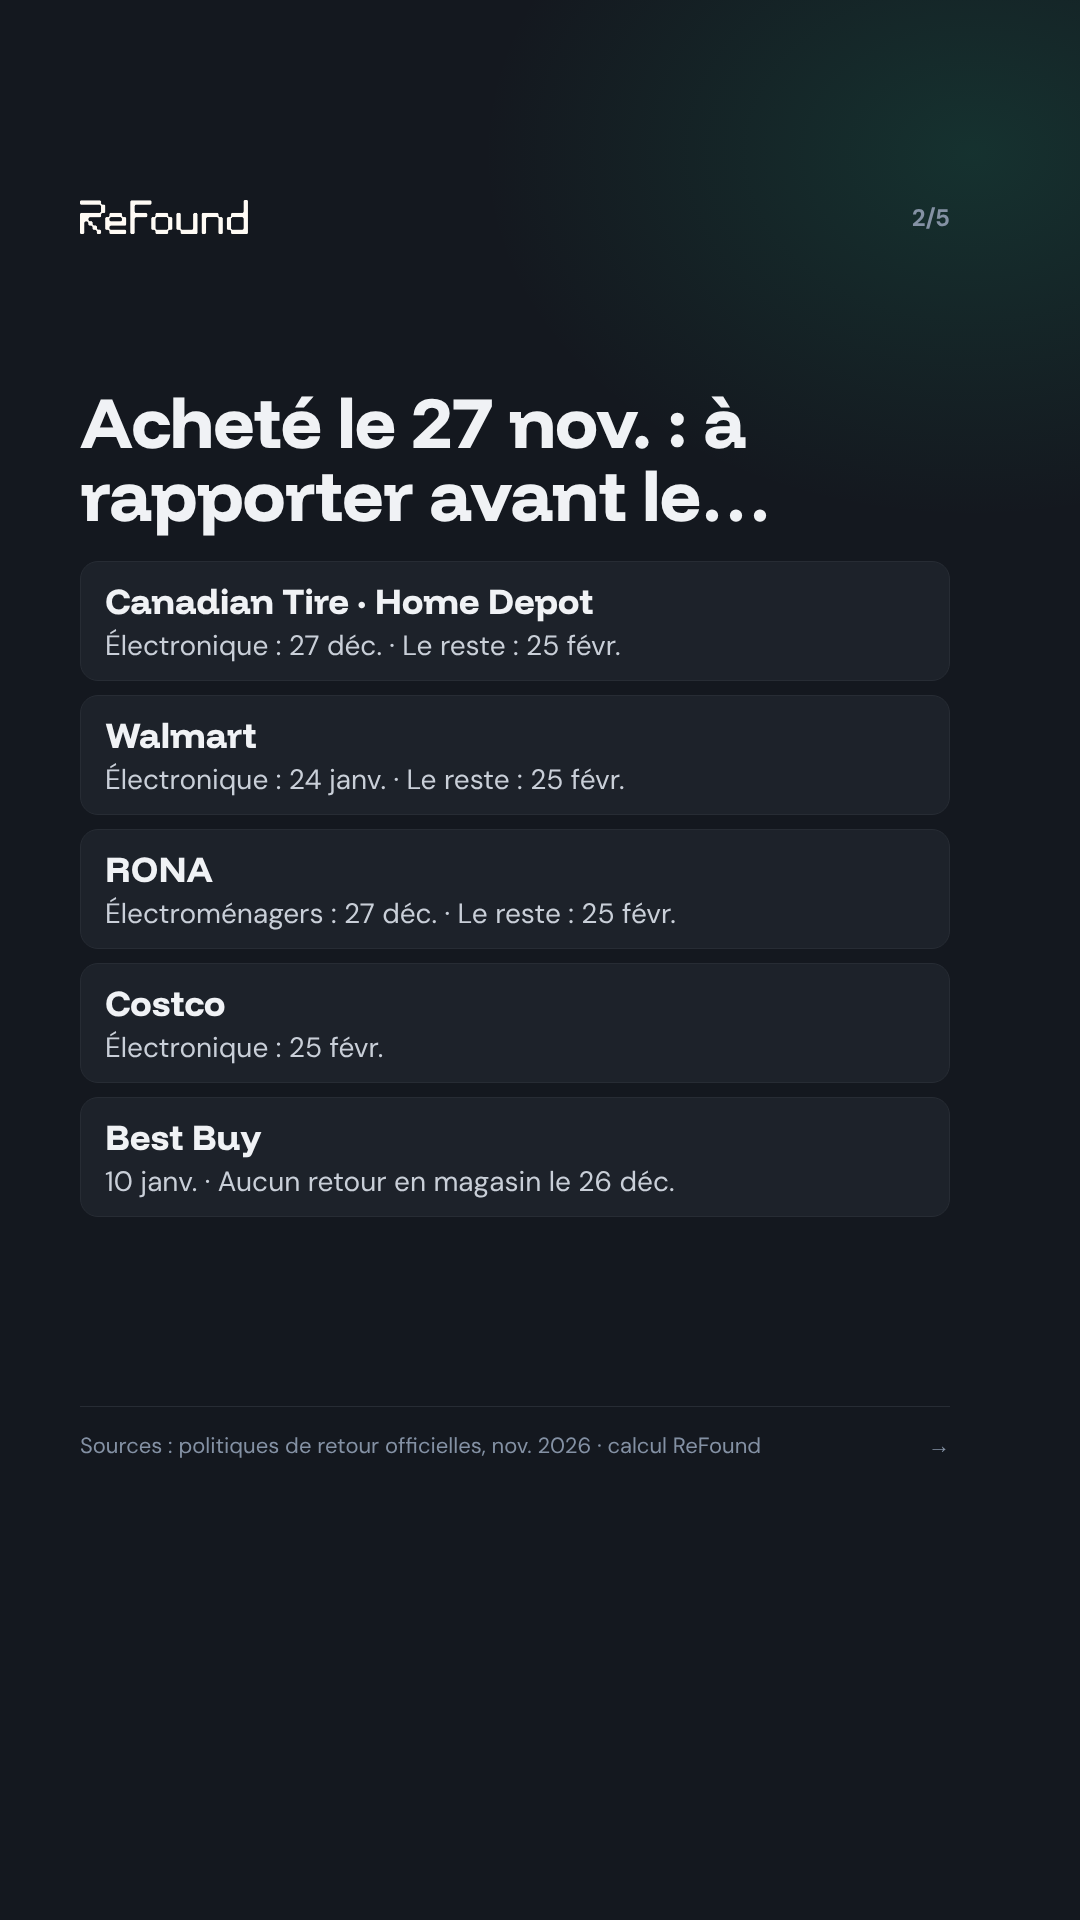 ReFound
2/5
Acheté le 27 nov. : à
rapporter avant le…
Canadian Tire · Home Depot
Électronique : 27 déc. · Le reste : 25 févr.
Walmart
Électronique : 24 janv. · Le reste : 25 févr.
RONA
Électroménagers : 27 déc. · Le reste : 25 févr.
Costco
Électronique : 25 févr.
Best Buy
10 janv. · Aucun retour en magasin le 26 déc.
Sources : politiques de retour officielles, nov. 2026 · calcul ReFound →